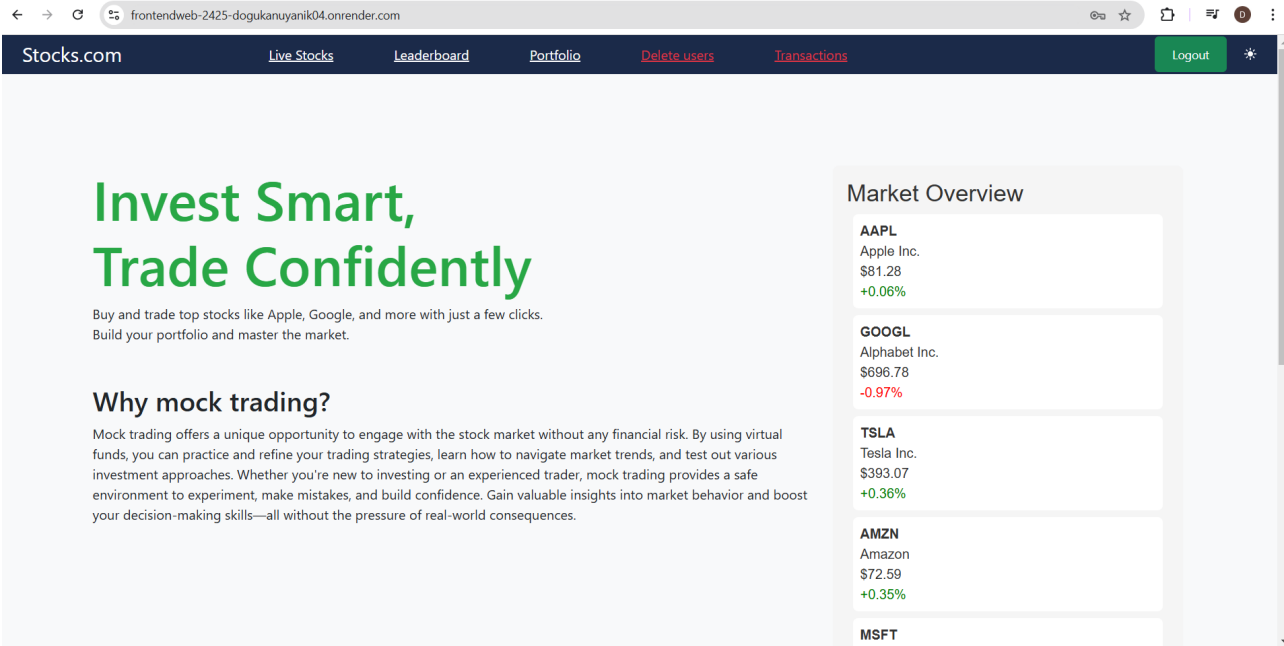 frontendweb-2425-dogukanuyanik04.onrender.com
D
Stocks.com
Live Stocks
Leaderboard
Portfolio
Delete users
Transactions
Logout
Invest Smart,
Trade Confidently
Buy and trade top stocks like Apple, Google, and more with just a few clicks.
Build your portfolio and master the market.
Why mock trading?
Mock trading offers a unique opportunity to engage with the stock market without any financial risk. By using virtual
funds, you can practice and refine your trading strategies, learn how to navigate market trends, and test out various
investment approaches. Whether you're new to investing or an experienced trader, mock trading provides a safe
environment to experiment, make mistakes, and build confidence. Gain valuable insights into market behavior and boost
your decision-making skills—all without the pressure of real-world consequences.
Market Overview
AAPL
Apple Inc.
$81.28
+0.06%
GOOGL
Alphabet Inc.
$696.78
-0.97%
TSLA
Tesla Inc.
$393.07
+0.36%
AMZN
Amazon
$72.59
+0.35%
MSFT